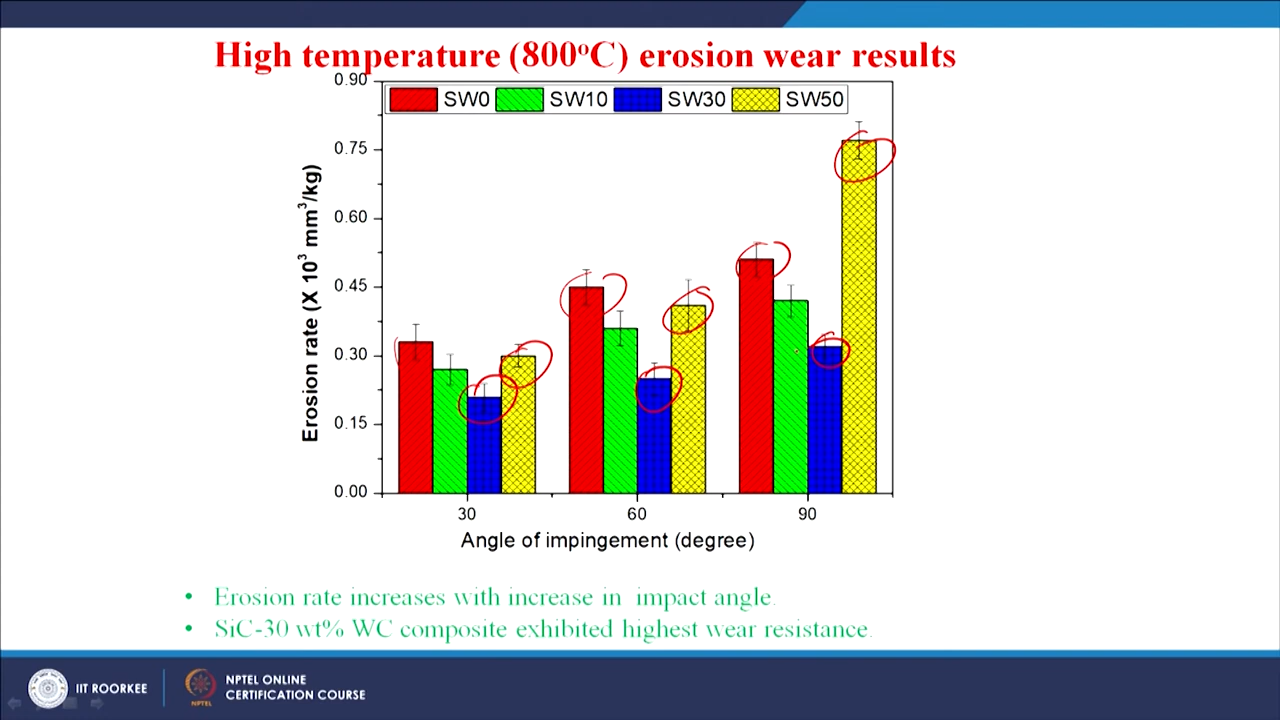 High temperature (800°C) erosion wear results
SW0 SW10 SW30 SW50
0.90
0.75
0.60
0.45
0.30
0.15
0.00
Erosion rate (X 10³ mm³/kg)
30 60 90
Angle of impingement (degree)
• Erosion rate increases with increase in impact angle.
• SiC-30 wt% WC composite exhibited highest wear resistance.
IIT ROORKEE
NPTEL
NPTEL ONLINE
CERTIFICATION COURSE